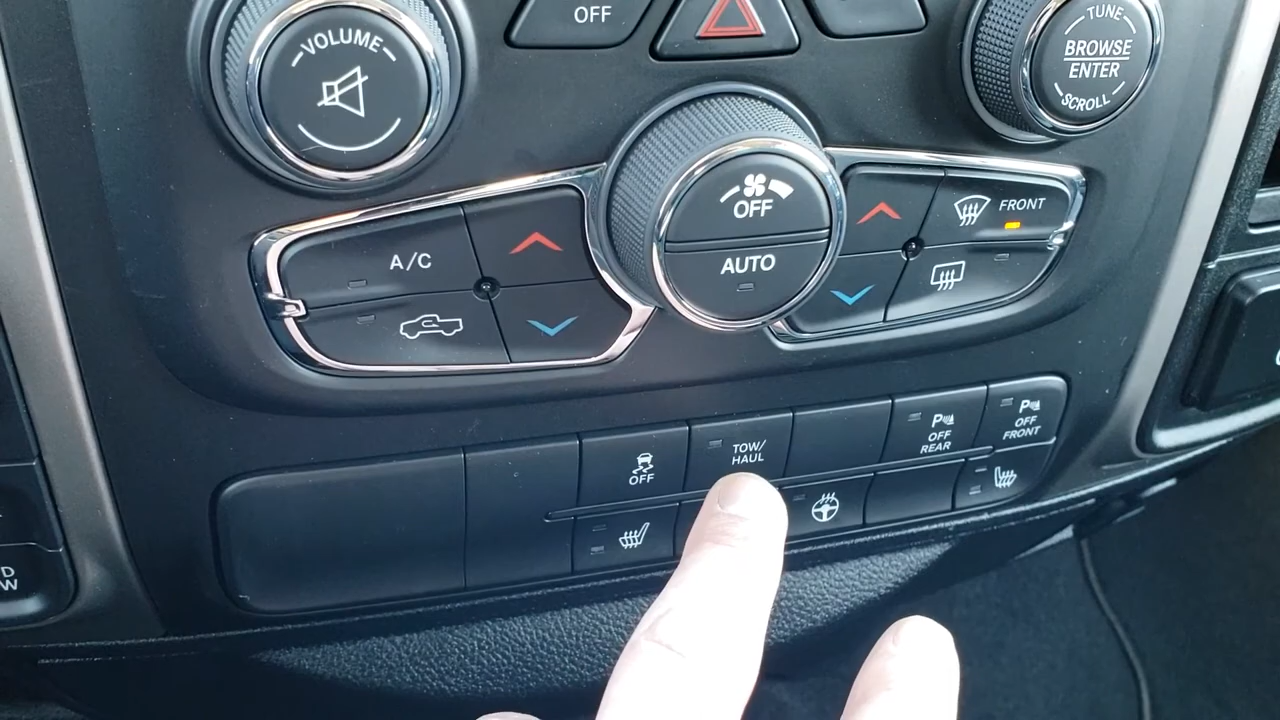 VOLUME
OFF
TUNE
BROWSE
ENTER
SCROLL
A/C
OFF
AUTO
FRONT
OFF
TOW/
HAUL
P
OFF
REAR
P
OFF
FRONT
D
W